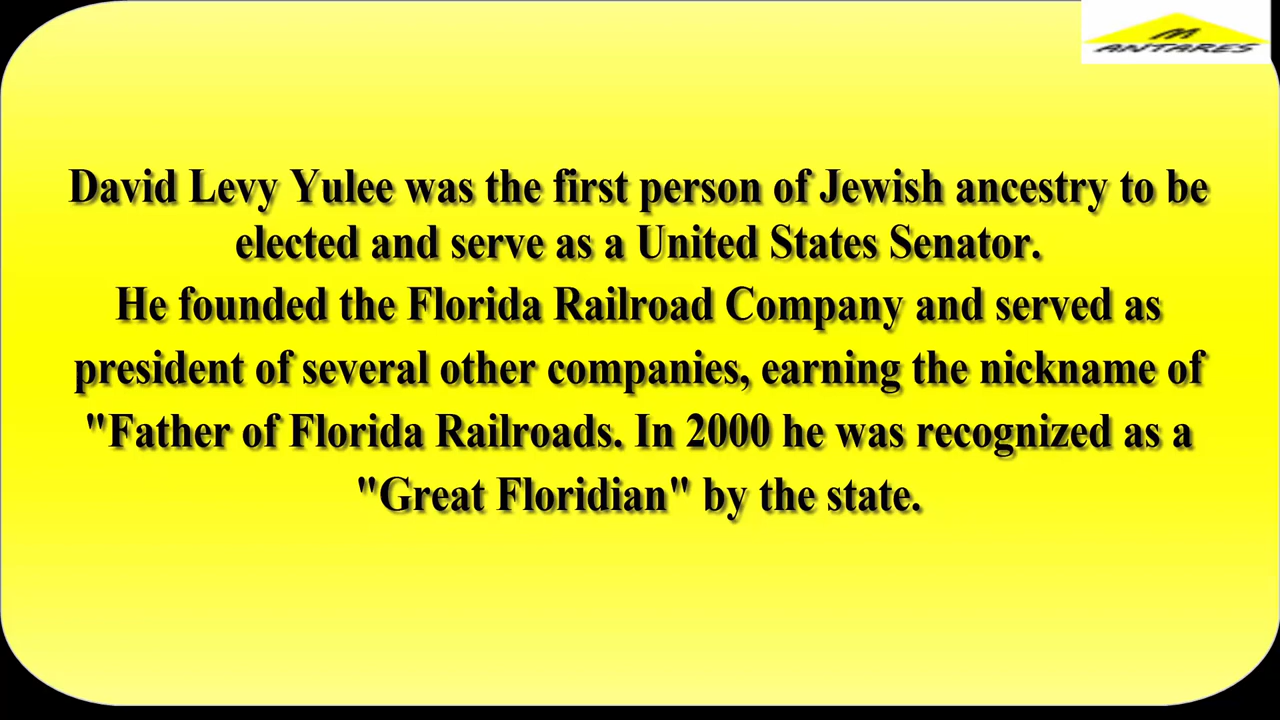 M
ANTARES
David Levy Yulee was the first person of Jewish ancestry to be
elected and serve as a United States Senator.
He founded the Florida Railroad Company and served as
president of several other companies, earning the nickname of
"Father of Florida Railroads. In 2000 he was recognized as a
"Great Floridian" by the state.